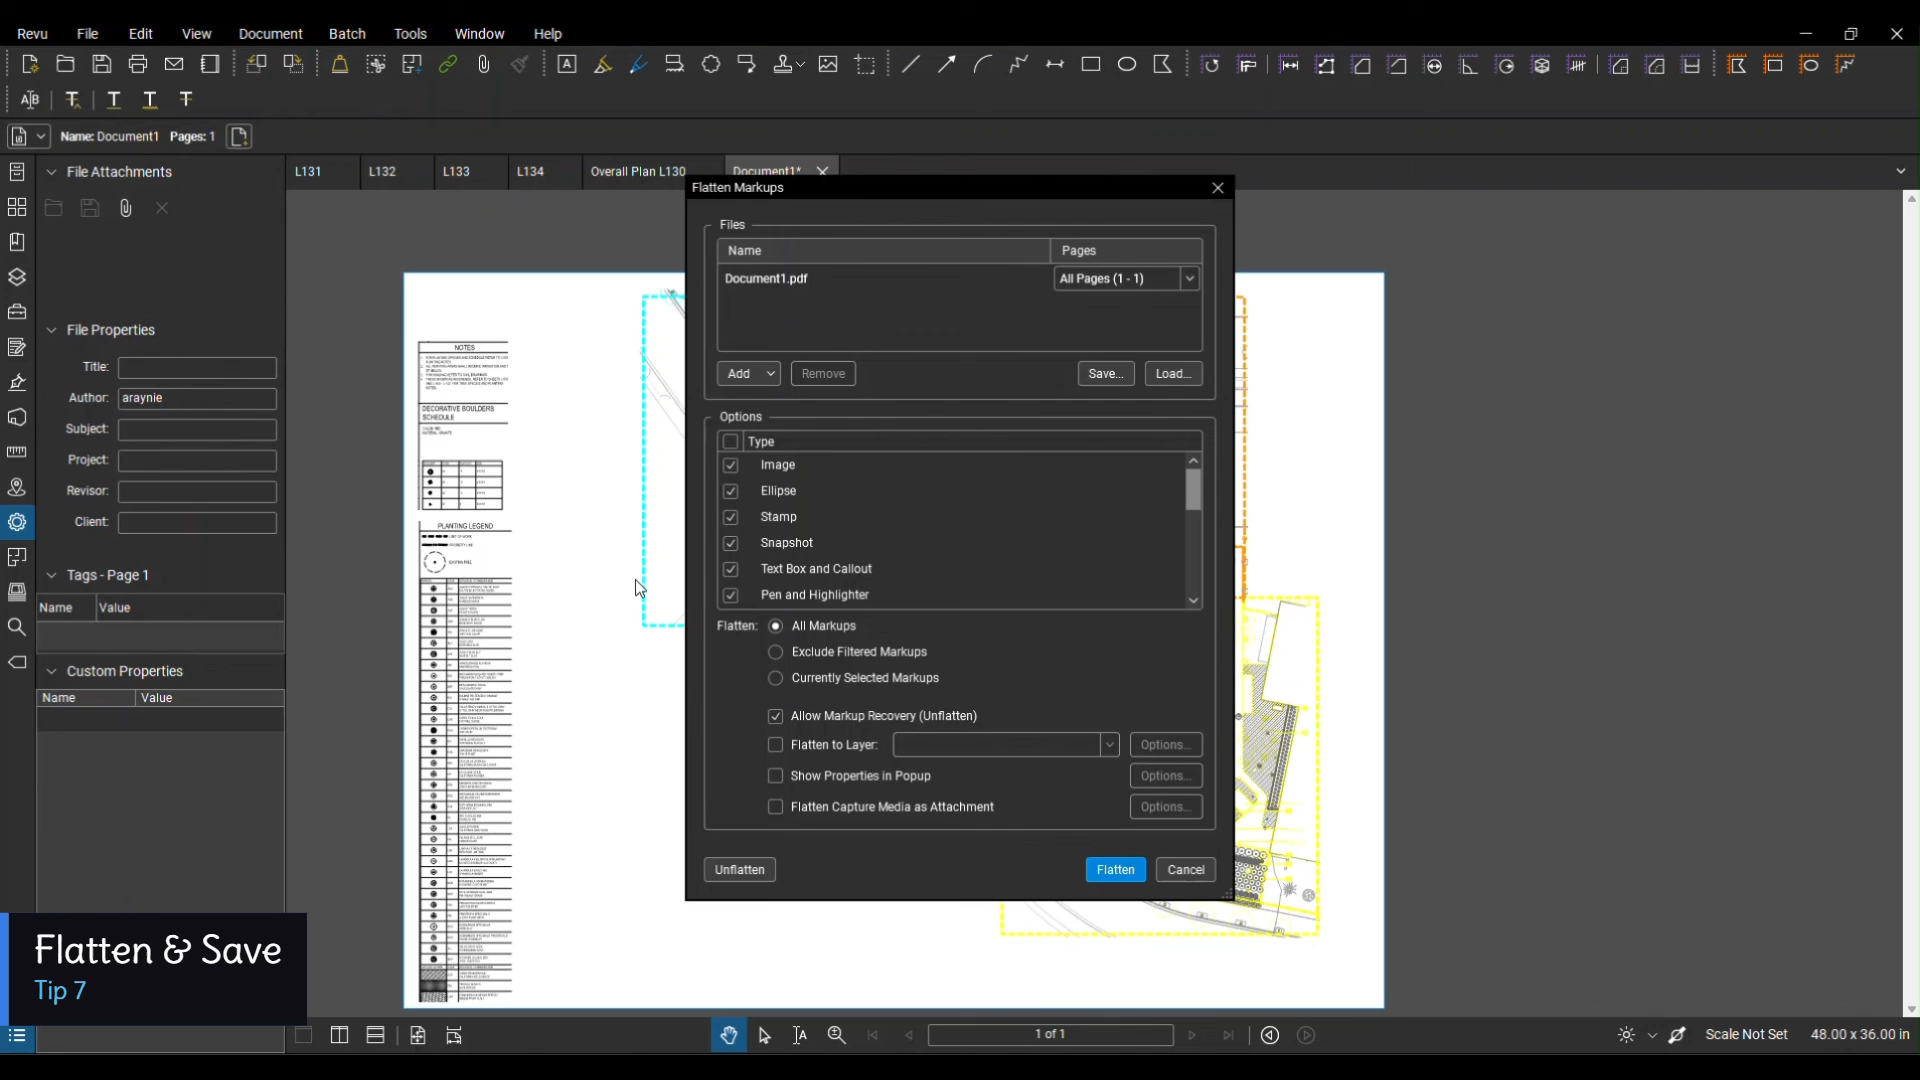 Revu File Edit View Document Batch Tools Window Help
Name: Document1 Pages: 1
File Attachments
L131 L132 L133 L134 Overall Plan L130 Document1*
Flatten Markups
Files
Name Pages
Document1.pdf All Pages (1 - 1)
Add Remove Save... Load...
Options
Type
Image
Ellipse
Stamp
Snapshot
Text Box and Callout
Pen and Highlighter
Flatten: All Markups
Exclude Filtered Markups
Currently Selected Markups
Allow Markup Recovery (Unflatten)
Flatten to Layer: Options...
Show Properties in Popup Options...
Flatten Capture Media as Attachment Options...
Unflatten Flatten Cancel
File Properties
Title:
Author: araynie
Subject:
Project:
Revisor:
Client:
Tags - Page 1
Name Value
Custom Properties
Name Value
NOTES
DECORATIVE BOULDERS
SCHEDULE
PLANTING LEGEND
Flatten & Save
Tip 7
1 of 1
Scale Not Set 48.00 x 36.00 in